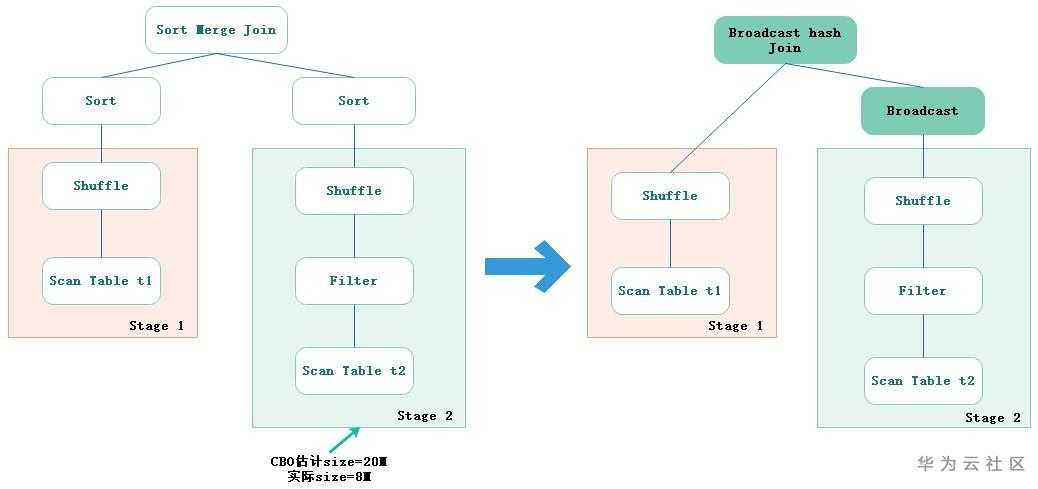 Sort Merge Join
Sort
Sort
Shuffle
Scan Table t1
Stage 1
Shuffle
Filter
Scan Table t2
Stage 2
CBO估计size=20M
实际size=8M
Broadcast hash
Join
Broadcast
Shuffle
Scan Table t1
Stage 1
Shuffle
Filter
Scan Table t2
Stage 2
华为云社区